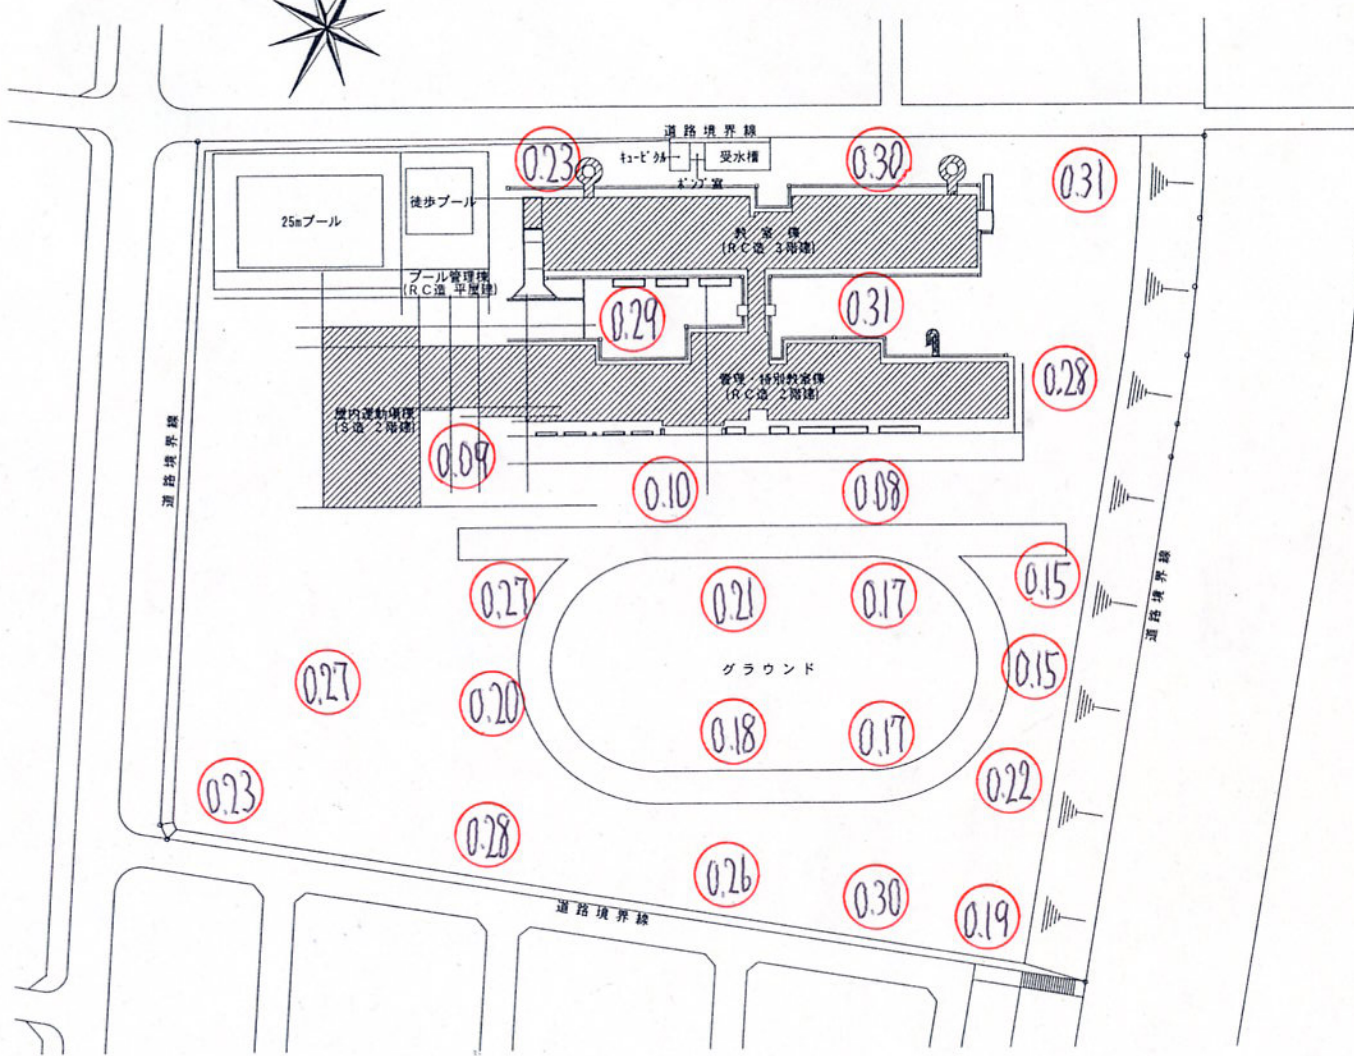 道路境界線
0.23
キュービクル
受水槽
0.30
0.31
ポンプ室
25mプール
徒歩プール
教室棟
(RC造 3階建)
プール管理棟
(RC造 平屋建)
0.29
0.31
0.28
管理・特別教室棟
(RC造 2階建)
屋内運動場棟
(S造 2階建)
道路境界線
0.09
0.10
0.08
0.27
0.21
0.17
0.15
道路境界線
グラウンド
0.27
0.20
0.15
0.18
0.17
0.23
0.22
0.28
0.26
0.30
0.19
道路境界線